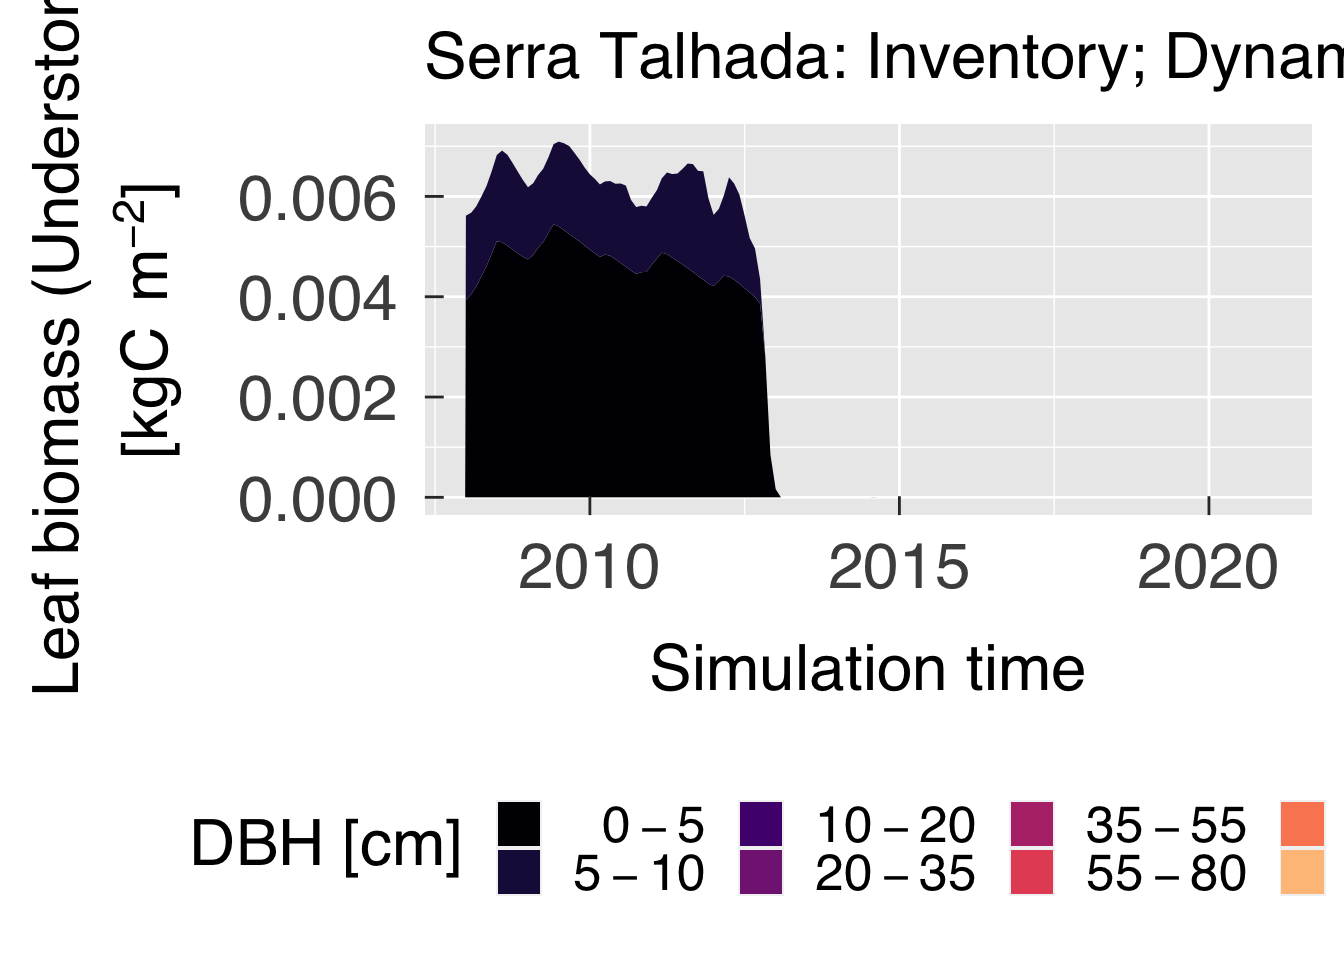 Serra Talhada: Inventory; Dynam
Leaf biomass (Understor
[kgC m⁻²]
0.006
0.004
0.002
0.000
2010 2015 2020
Simulation time
DBH [cm]
0 – 5 10 – 20 35 – 55
5 – 10 20 – 35 55 – 80